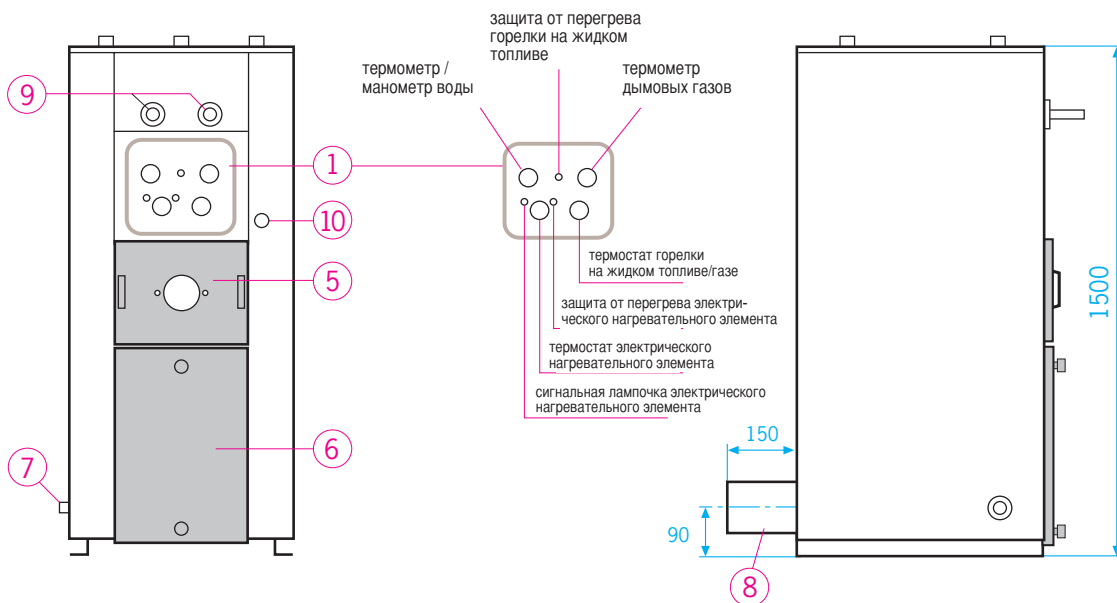 защита от перегрева
горелки на жидком
топливе
термометр /
манометр воды
термометр
дымовых газов
9
1
10
5
6
7
термостат горелки
на жидком топливе/газе
защита от перегрева электри-
ческого нагревательного элемента
термостат электрического
нагревательного элемента
сигнальная лампочка электрического
нагревательного элемента
1500
150
90
8